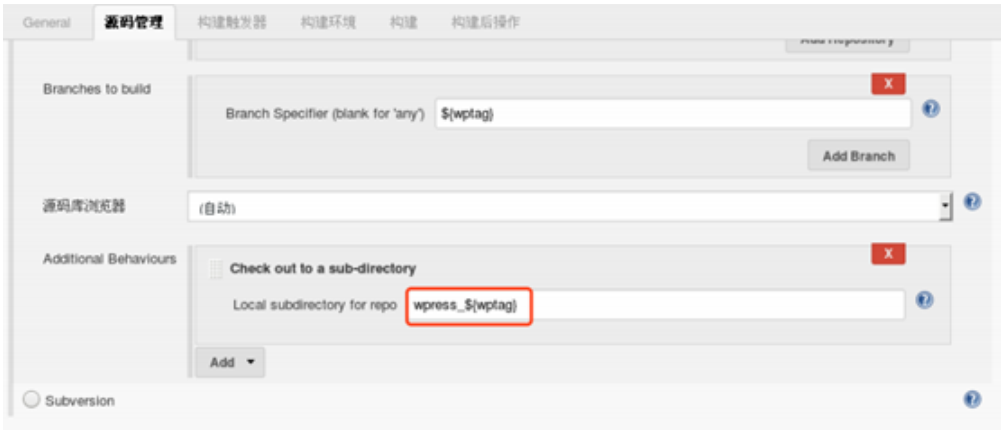 General 源码管理 构建触发器 构建环境 构建 构建后操作
Add Repository
Branches to build
X
Branch Specifier (blank for 'any') ${wptag}
Add Branch
源码库浏览器 (自动)
Additional Behaviours
X
Check out to a sub-directory
Local subdirectory for repo wpress_${wptag}
Add
Subversion